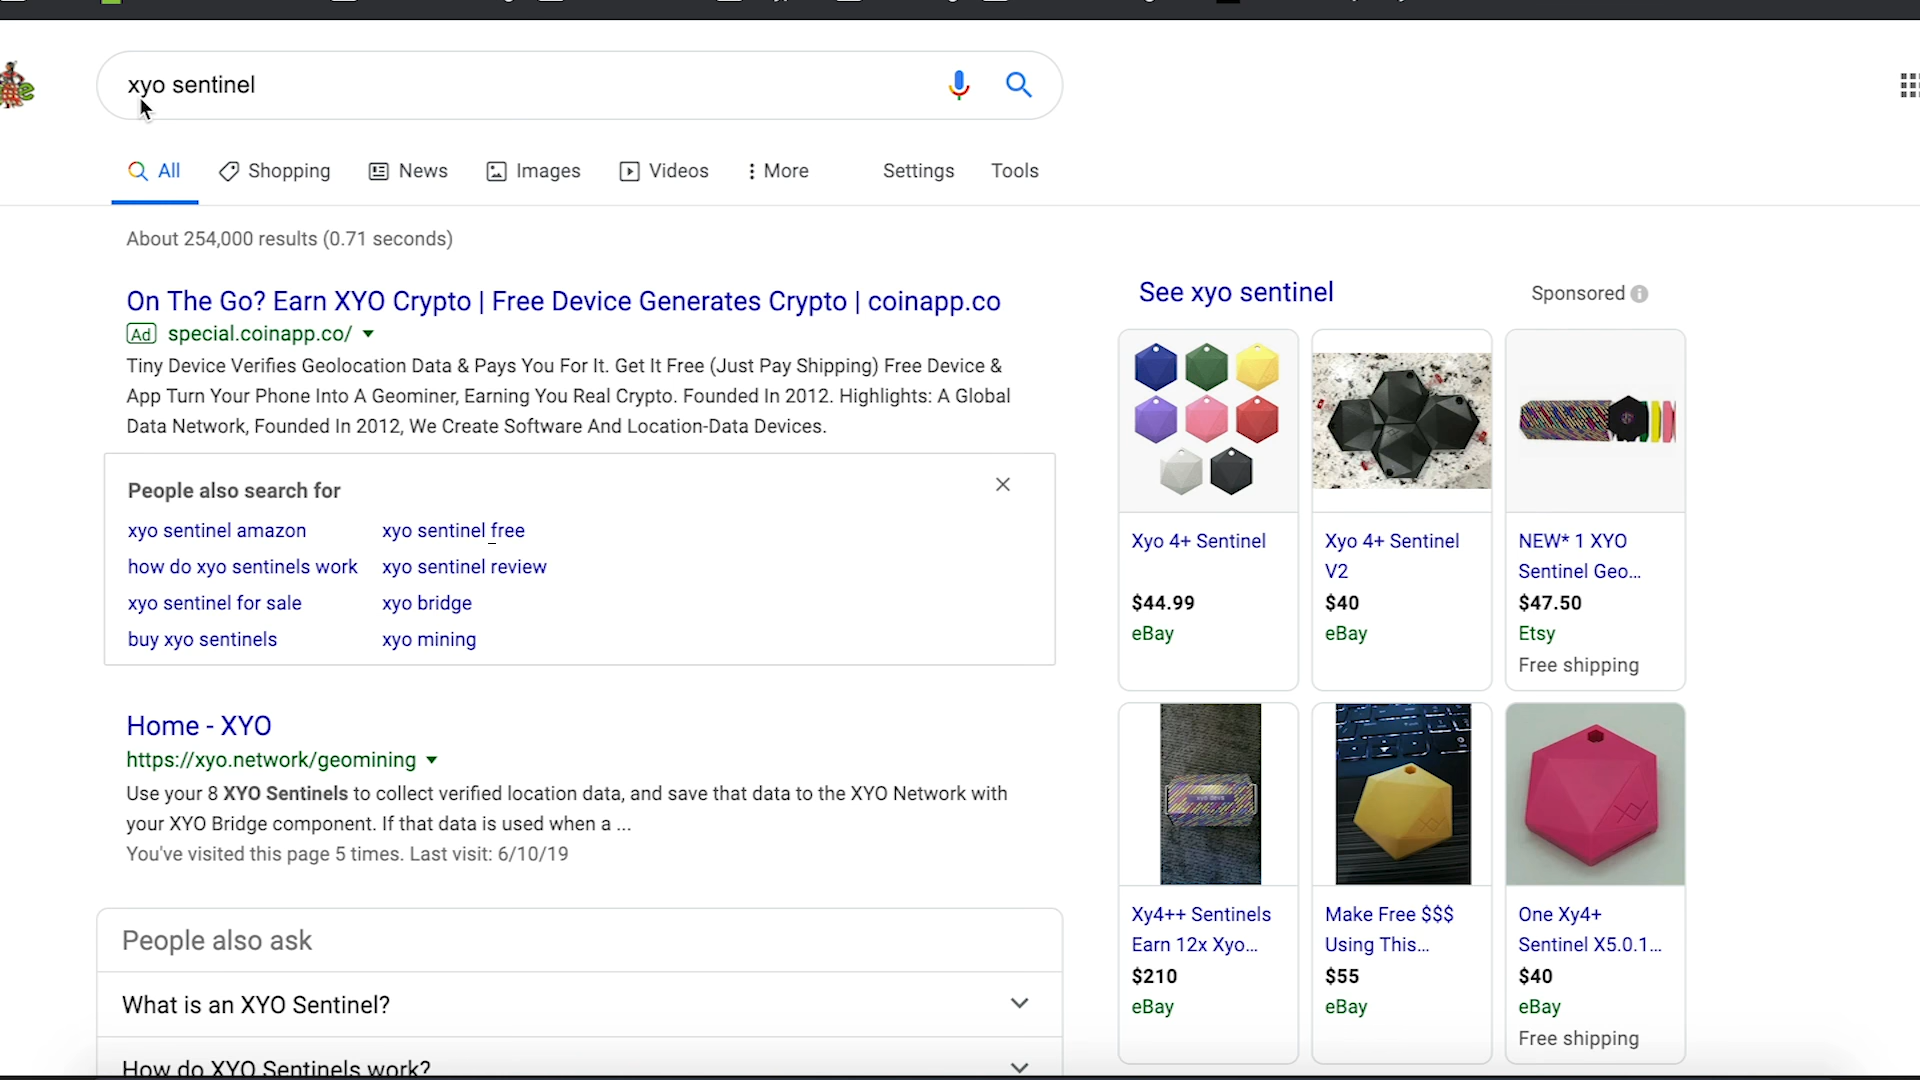 xyo sentinel
All
Shopping
News
Images
Videos
More
Settings
Tools
About 254,000 results (0.71 seconds)
On The Go? Earn XYO Crypto | Free Device Generates Crypto | coinapp.co
Ad special.coinapp.co/
Tiny Device Verifies Geolocation Data & Pays You For It. Get It Free (Just Pay Shipping) Free Device &
App Turn Your Phone Into A Geominer, Earning You Real Crypto. Founded In 2012. Highlights: A Global
Data Network, Founded In 2012, We Create Software And Location-Data Devices.
People also search for
xyo sentinel amazon
xyo sentinel free
how do xyo sentinels work
xyo sentinel review
xyo sentinel for sale
xyo bridge
buy xyo sentinels
xyo mining
Home - XYO
https://xyo.network/geomining
Use your 8 XYO Sentinels to collect verified location data, and save that data to the XYO Network with
your XYO Bridge component. If that data is used when a ...
You've visited this page 5 times. Last visit: 6/10/19
People also ask
What is an XYO Sentinel?
How do XYO Sentinels work?
See xyo sentinel
Sponsored
Xyo 4+ Sentinel
$44.99
eBay
Xyo 4+ Sentinel
V2
$40
eBay
NEW* 1 XYO
Sentinel Geo...
$47.50
Etsy
Free shipping
Xy4++ Sentinels
Earn 12x Xyo...
$210
eBay
Make Free $$$
Using This...
$55
eBay
One Xy4+
Sentinel X5.0.1...
$40
eBay
Free shipping